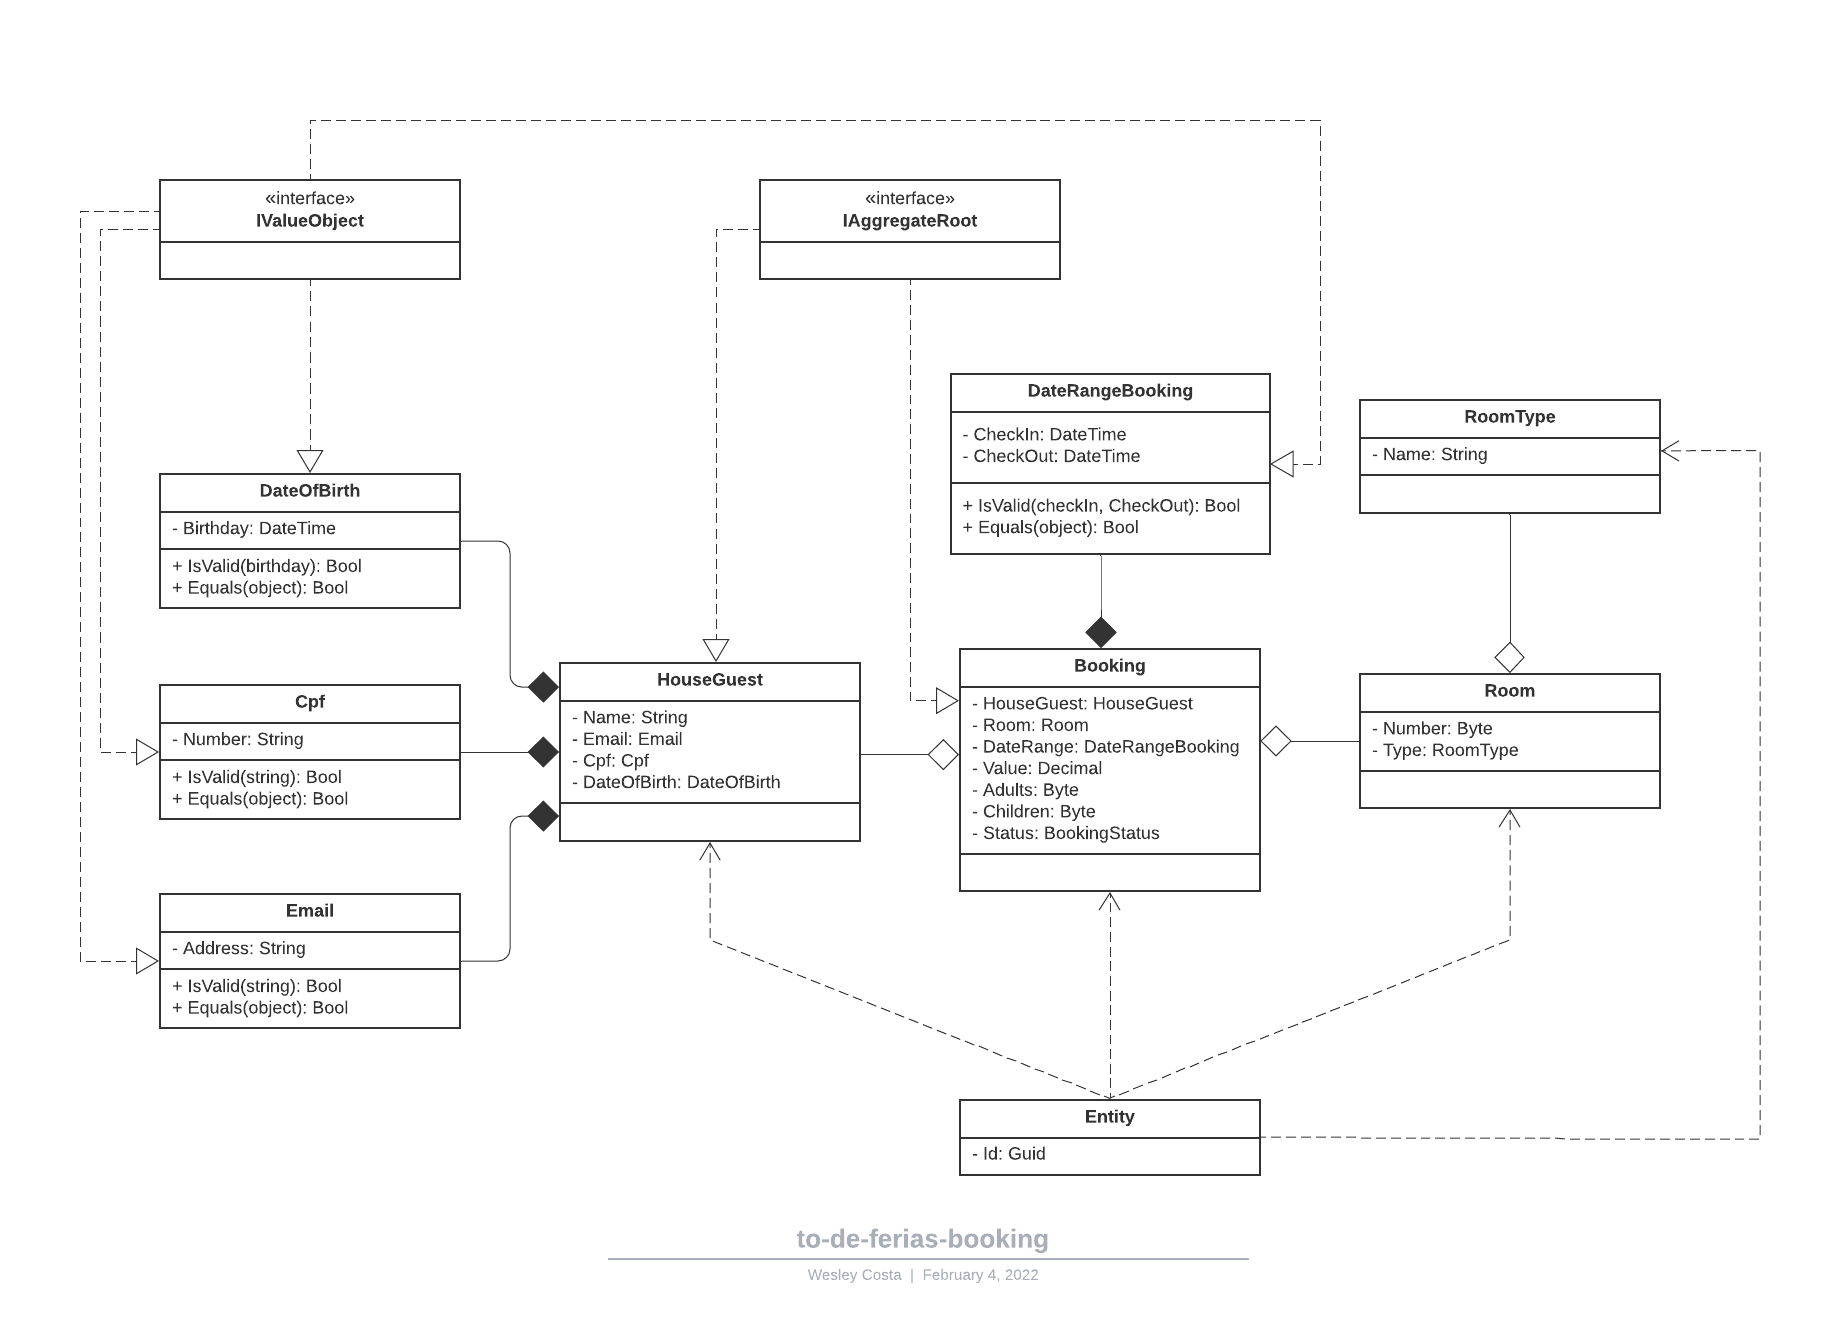 «interface»
IValueObject
«interface»
IAggregateRoot
DateRangeBooking
- CheckIn: DateTime
- CheckOut: DateTime
+ IsValid(checkIn, CheckOut): Bool
+ Equals(object): Bool
RoomType
- Name: String
DateOfBirth
- Birthday: DateTime
+ IsValid(birthday): Bool
+ Equals(object): Bool
Cpf
- Number: String
+ IsValid(string): Bool
+ Equals(object): Bool
HouseGuest
- Name: String
- Email: Email
- Cpf: Cpf
- DateOfBirth: DateOfBirth
Booking
- HouseGuest: HouseGuest
- Room: Room
- DateRange: DateRangeBooking
- Value: Decimal
- Adults: Byte
- Children: Byte
- Status: BookingStatus
Room
- Number: Byte
- Type: RoomType
Email
- Address: String
+ IsValid(string): Bool
+ Equals(object): Bool
Entity
- Id: Guid
to-de-ferias-booking
Wesley Costa | February 4, 2022